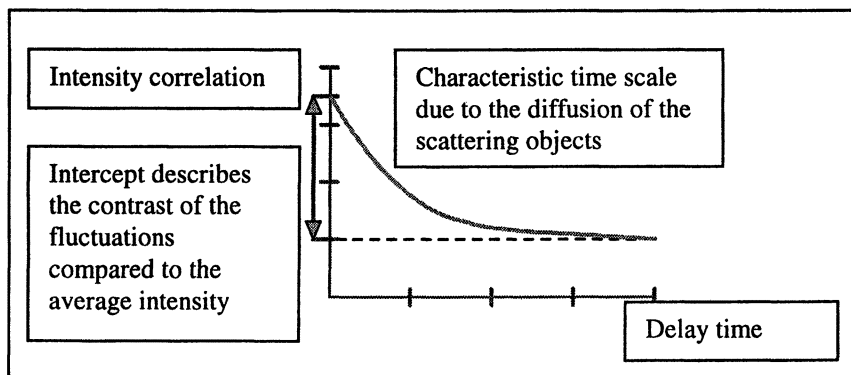 Intensity correlation
Characteristic time scale
due to the diffusion of the
scattering objects
Intercept describes
the contrast of the
fluctuations
compared to the
average intensity
Delay time